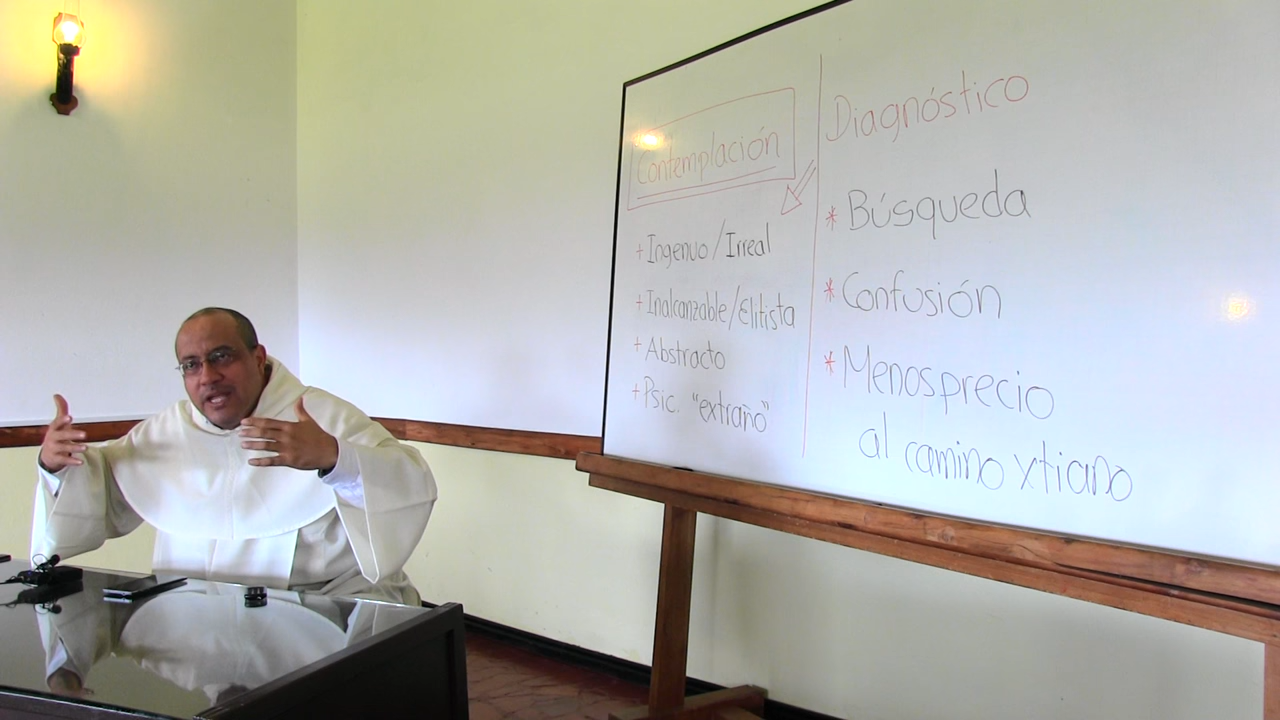 Contemplación
+ Ingenuo / Irreal
+ Inalcanzable/Elitista
+ Abstracto
+ Psic. "extraño"
Diagnóstico
* Búsqueda
* Confusión
* Menosprecio
al camino xtiano